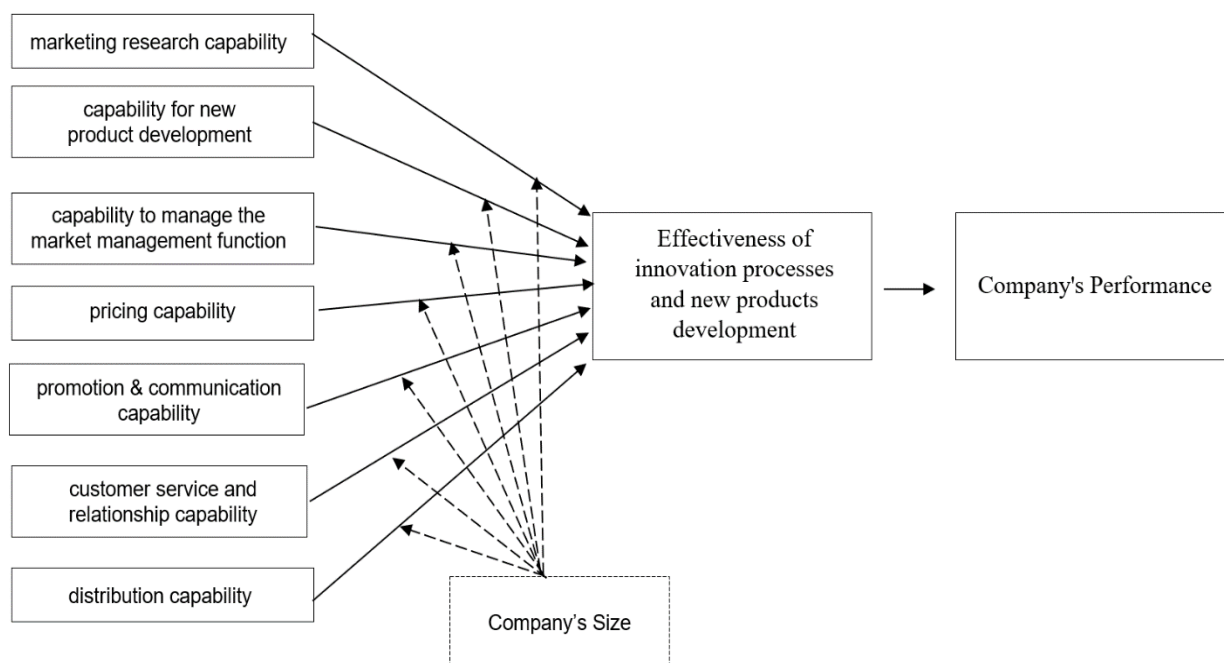 marketing research capability
capability for new
product development
capability to manage the
market management function
pricing capability
promotion & communication
capability
customer service and
relationship capability
distribution capability
Effectiveness of
innovation processes
and new products
development
Company's Performance
Company’s Size